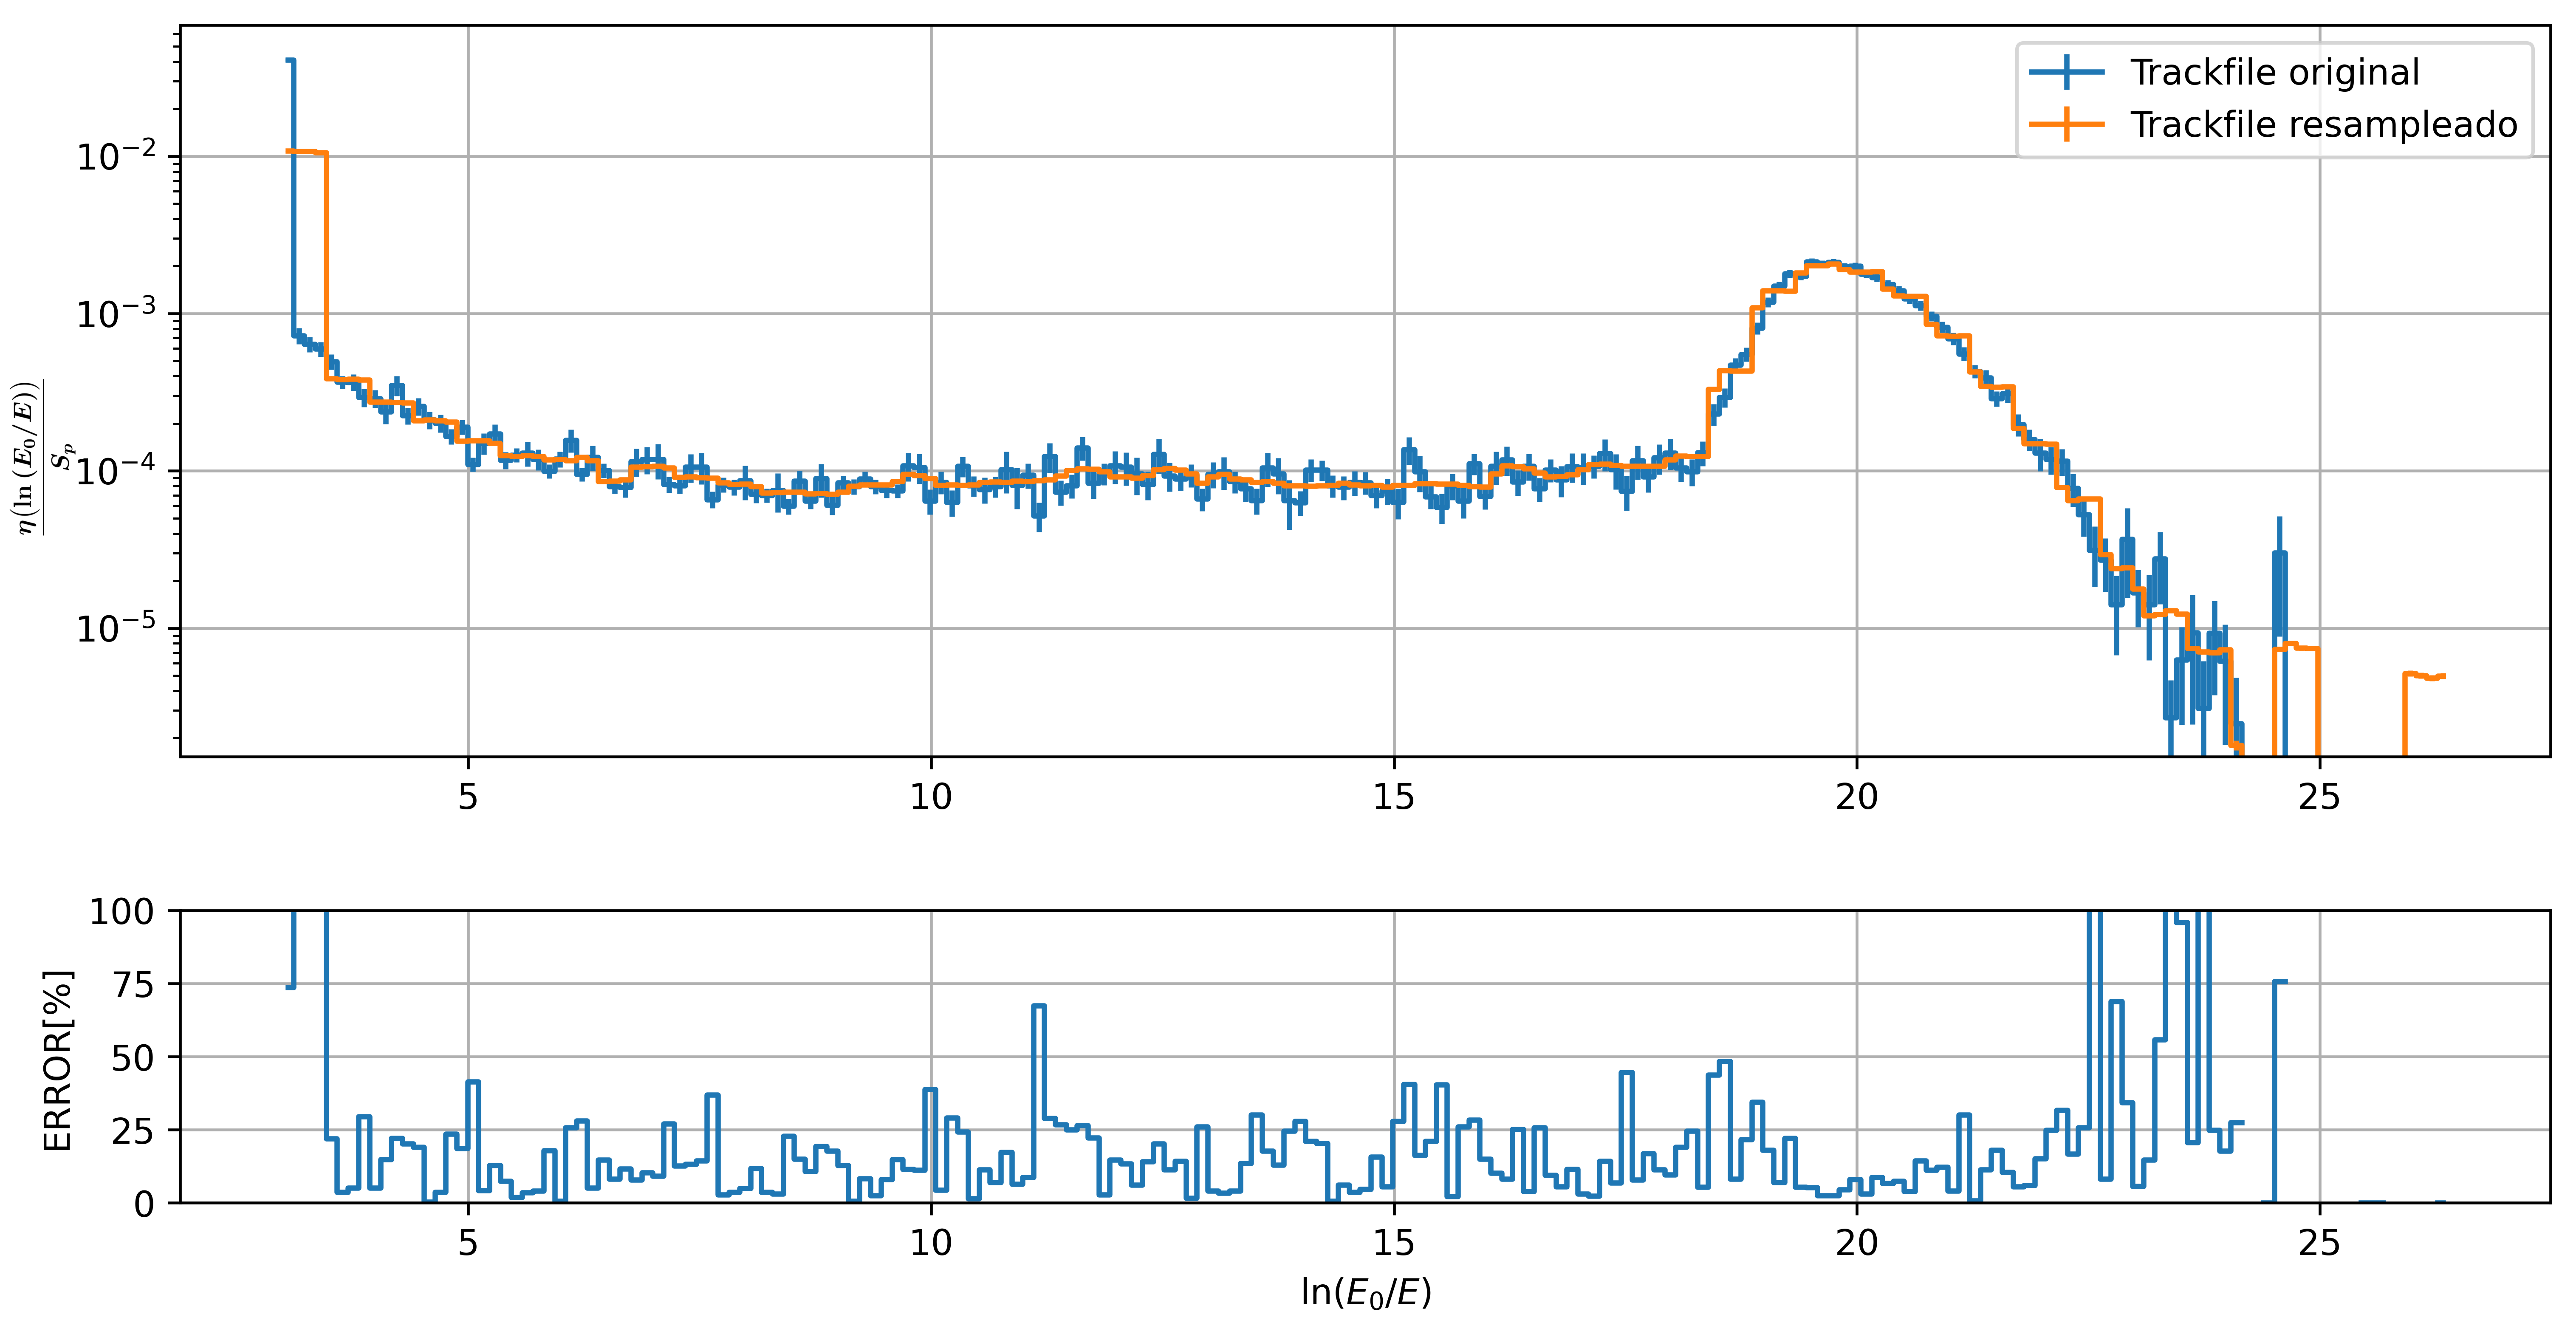 Trackfile original
Trackfile resampleado
10⁻²
10⁻³
10⁻⁴
10⁻⁵
η(ln(E₀/E))
Sₚ
5 10 15 20 25
100
75
50
25
0
ERROR[%]
5 10 15 20 25
ln(E₀/E)